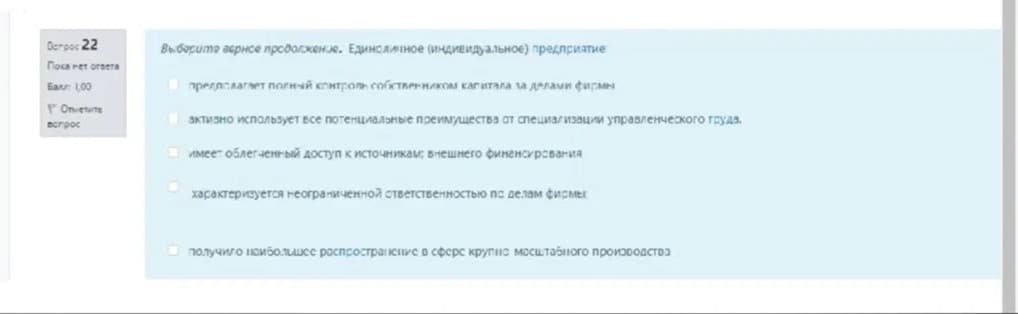 Вопрос 22
Пока нет ответа
Балл: 1,00
Отметить
вопрос
Выберите верное продолжение. Единоличное (индивидуальное) предприятие
предполагает полный контроль собственником капитала за делами фирмы
активно использует все потенциальные преимущества от специализации управленческого труда.
имеет облегченный доступ к источникам; внешнего финансирования
характеризуется неограниченной ответственностью по делам фирмы;
получило наибольшее распространение в сфере крупно масштабного производства